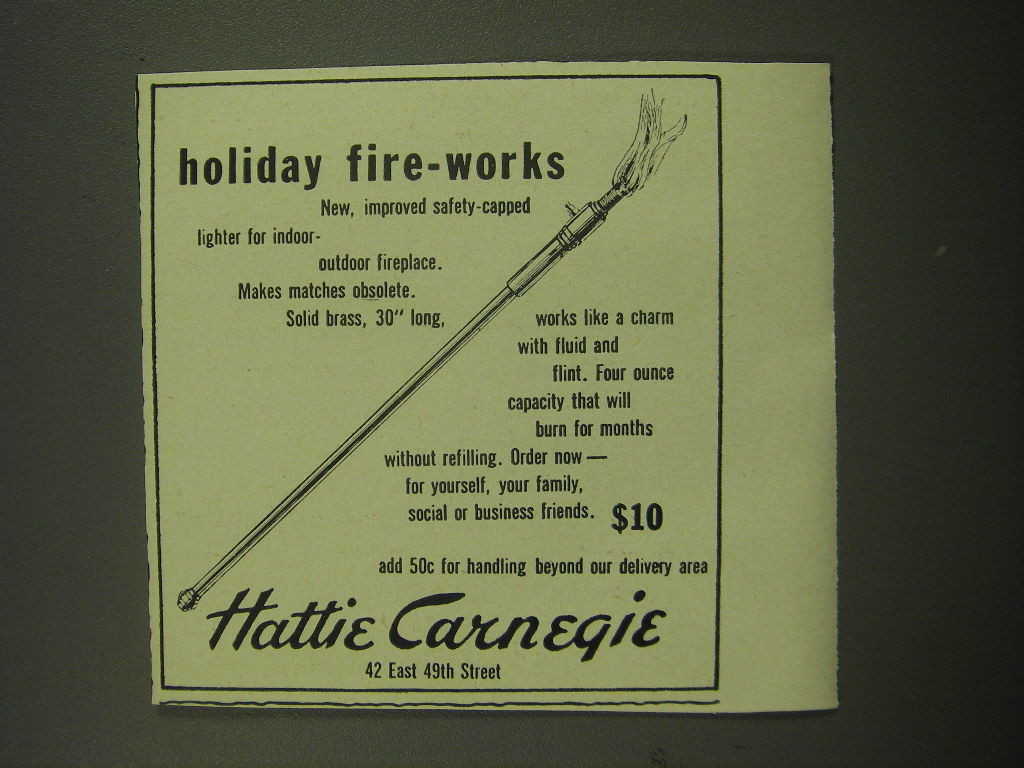 holiday fire-works
New, improved safety-capped
lighter for indoor-
outdoor fireplace.
Makes matches obsolete.
Solid brass, 30" long,
works like a charm
with fluid and
flint. Four ounce
capacity that will
burn for months
without refilling. Order now —
for yourself, your family,
social or business friends. $10
add 50c for handling beyond our delivery area
Hattie Carnegie
42 East 49th Street